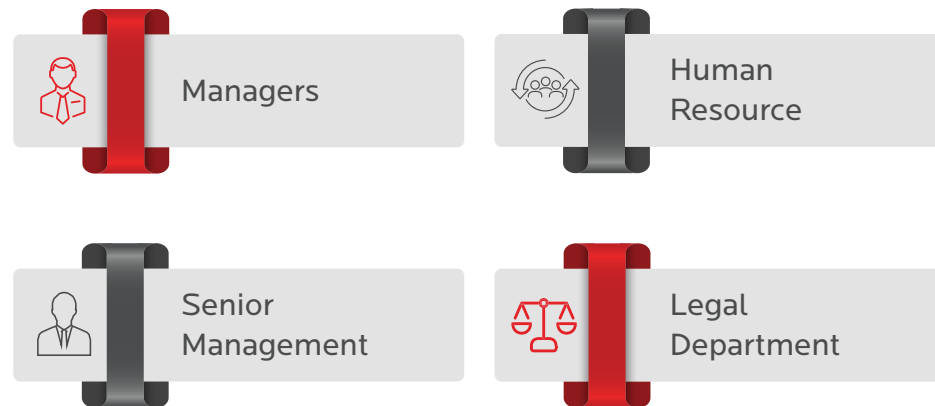 Managers
Human
Resource
Senior
Management
Legal
Department